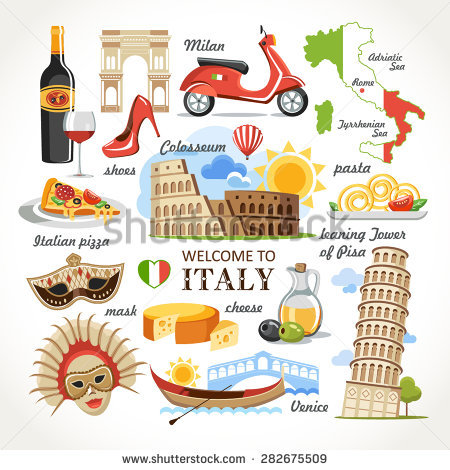 Milan
Adriatic
Sea
Rome
Tyrrhenian
Sea
shoes
Colosseum
pasta
Italian pizza
leaning Tower
of Pisa
WELCOME TO
ITALY
mask
cheese
Venice
shutterstock
www.shutterstock.com · 282675509